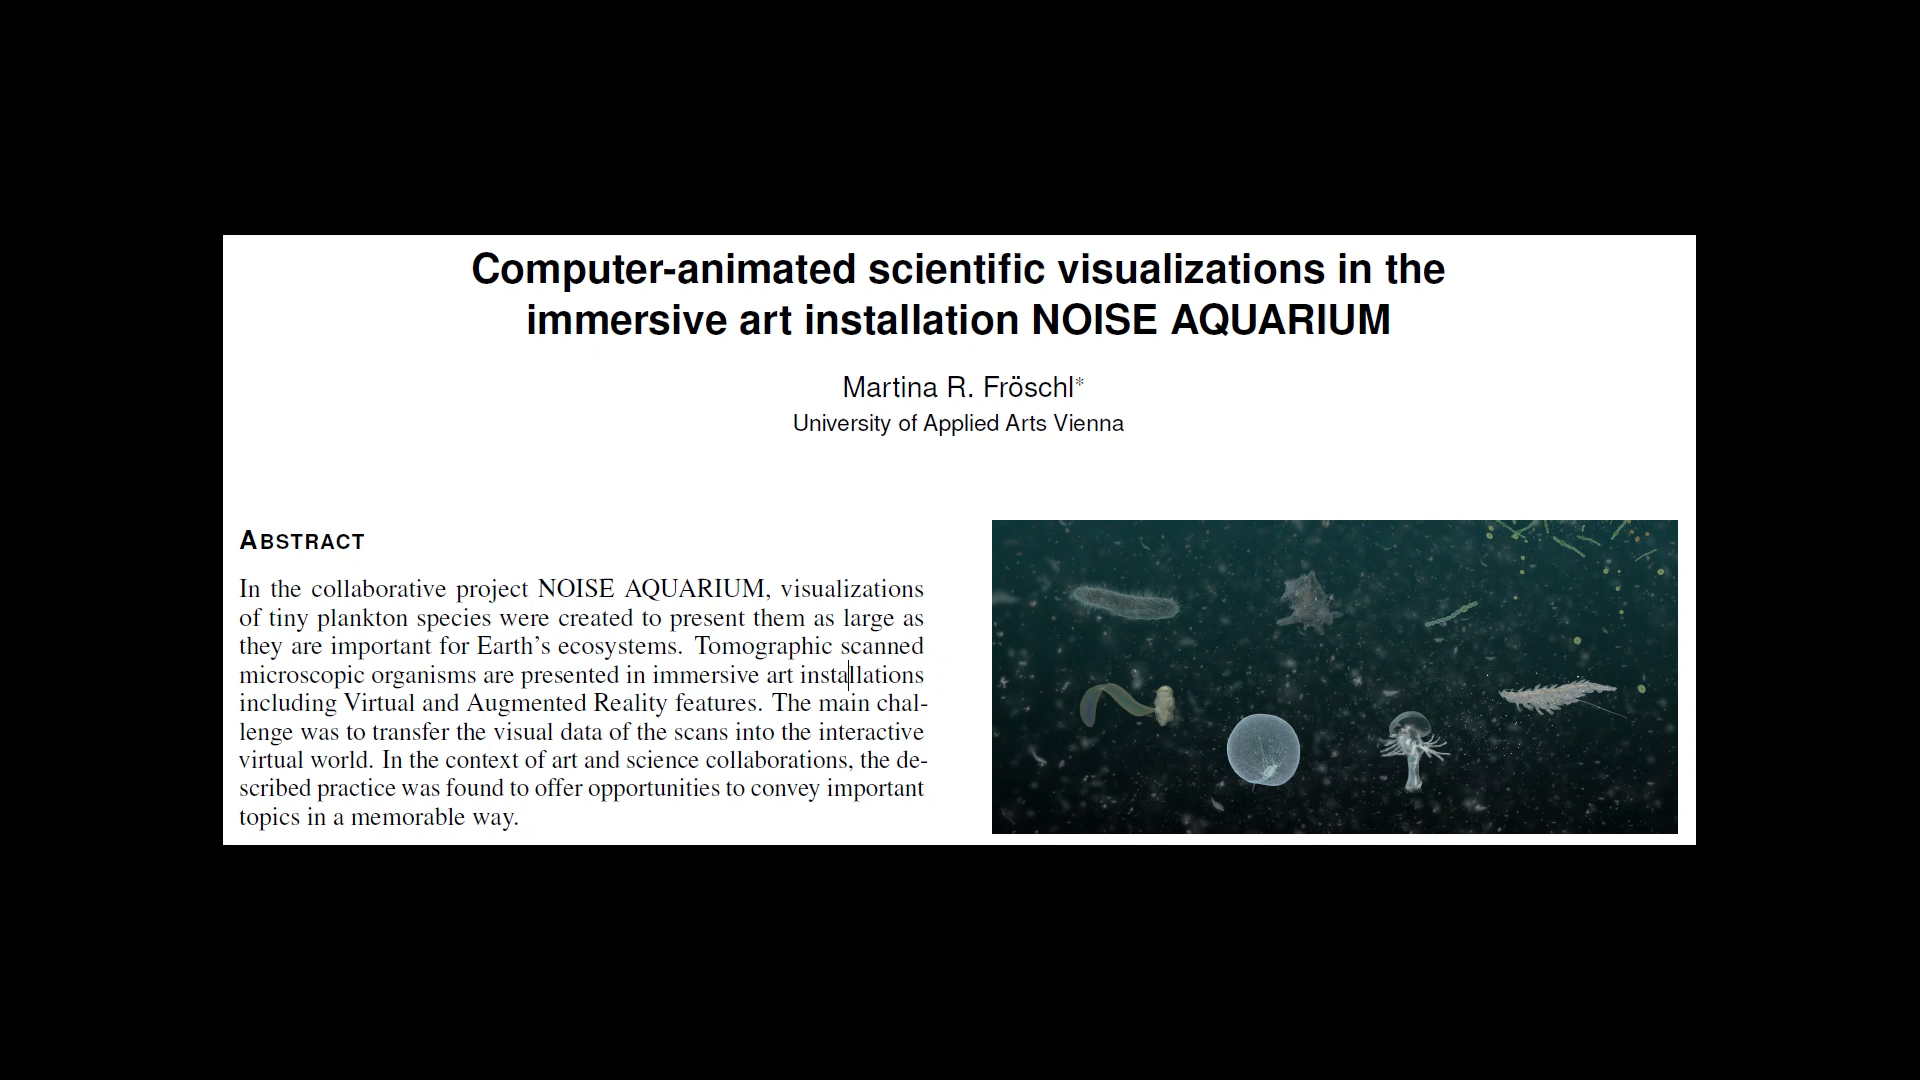 Computer-animated scientific visualizations in the
immersive art installation NOISE AQUARIUM
Martina R. Fröschl*
University of Applied Arts Vienna
ABSTRACT
In the collaborative project NOISE AQUARIUM, visualizations
of tiny plankton species were created to present them as large as
they are important for Earth's ecosystems. Tomographic scanned
microscopic organisms are presented in immersive art installations
including Virtual and Augmented Reality features. The main chal-
lenge was to transfer the visual data of the scans into the interactive
virtual world. In the context of art and science collaborations, the de-
scribed practice was found to offer opportunities to convey important
topics in a memorable way.